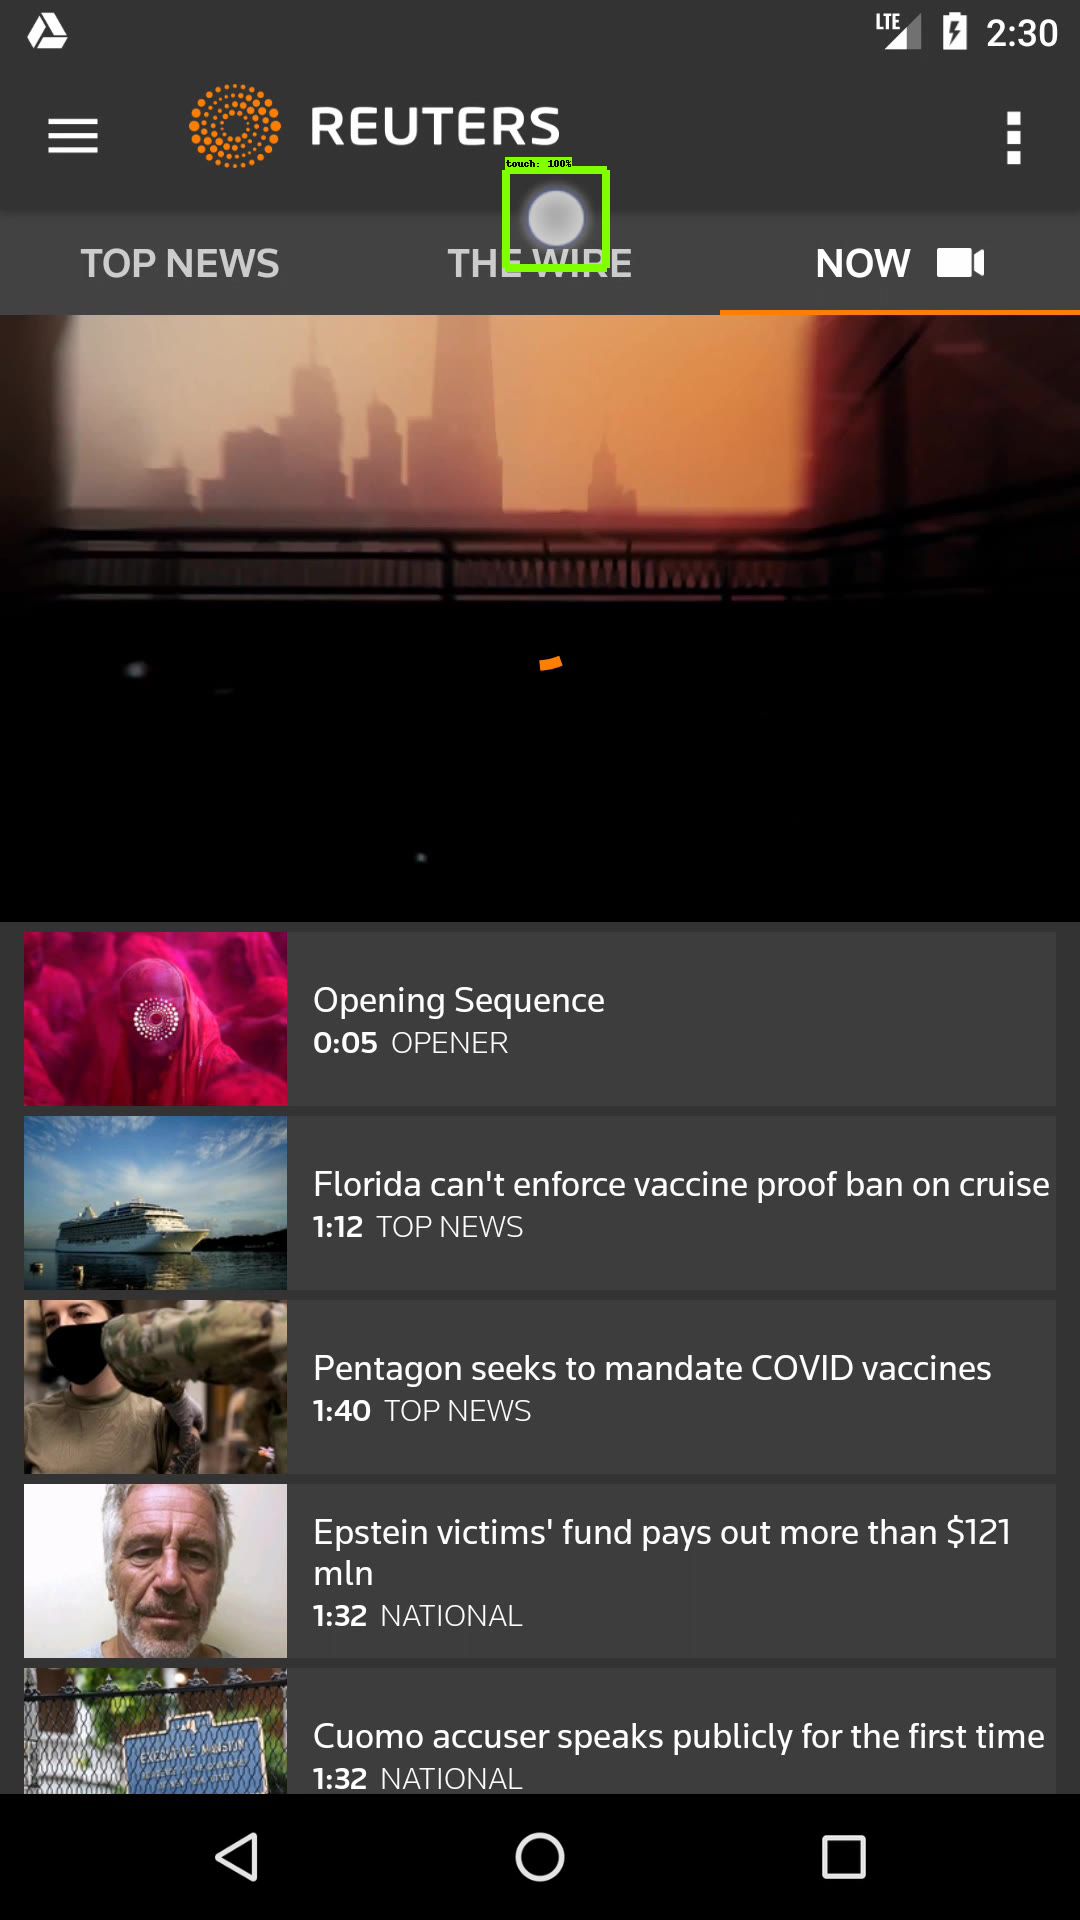 LTE 2:30
REUTERS
touch: 100%
TOP NEWS THE WIRE NOW
Opening Sequence
0:05 OPENER
Florida can't enforce vaccine proof ban on cruise
1:12 TOP NEWS
Pentagon seeks to mandate COVID vaccines
1:40 TOP NEWS
Epstein victims' fund pays out more than $121
mln
1:32 NATIONAL
EXECUTIVE MANSION
Cuomo accuser speaks publicly for the first time
1:32 NATIONAL